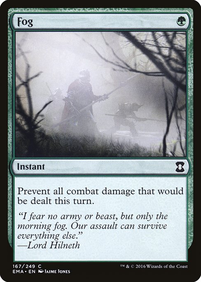 Fog
Instant
Prevent all combat damage that would
be dealt this turn.
"I fear no army or beast, but only the
morning fog. Our assault can survive
everything else."
—Lord Hilneth
167/249 C
EMA • EN Jaime Jones
™ & © 2016 Wizards of the Coast